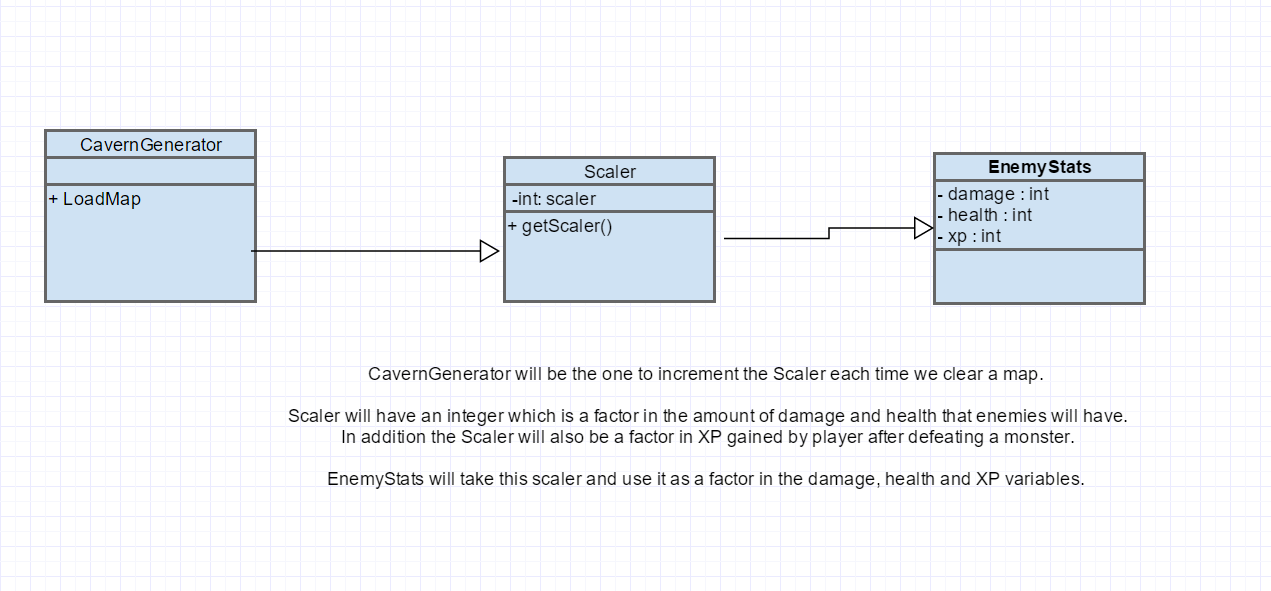 CavernGenerator
+ LoadMap
Scaler
-int: scaler
+ getScaler()
EnemyStats
- damage : int
- health : int
- xp : int
CavernGenerator will be the one to increment the Scaler each time we clear a map.
Scaler will have an integer which is a factor in the amount of damage and health that enemies will have.
In addition the Scaler will also be a factor in XP gained by player after defeating a monster.
EnemyStats will take this scaler and use it as a factor in the damage, health and XP variables.